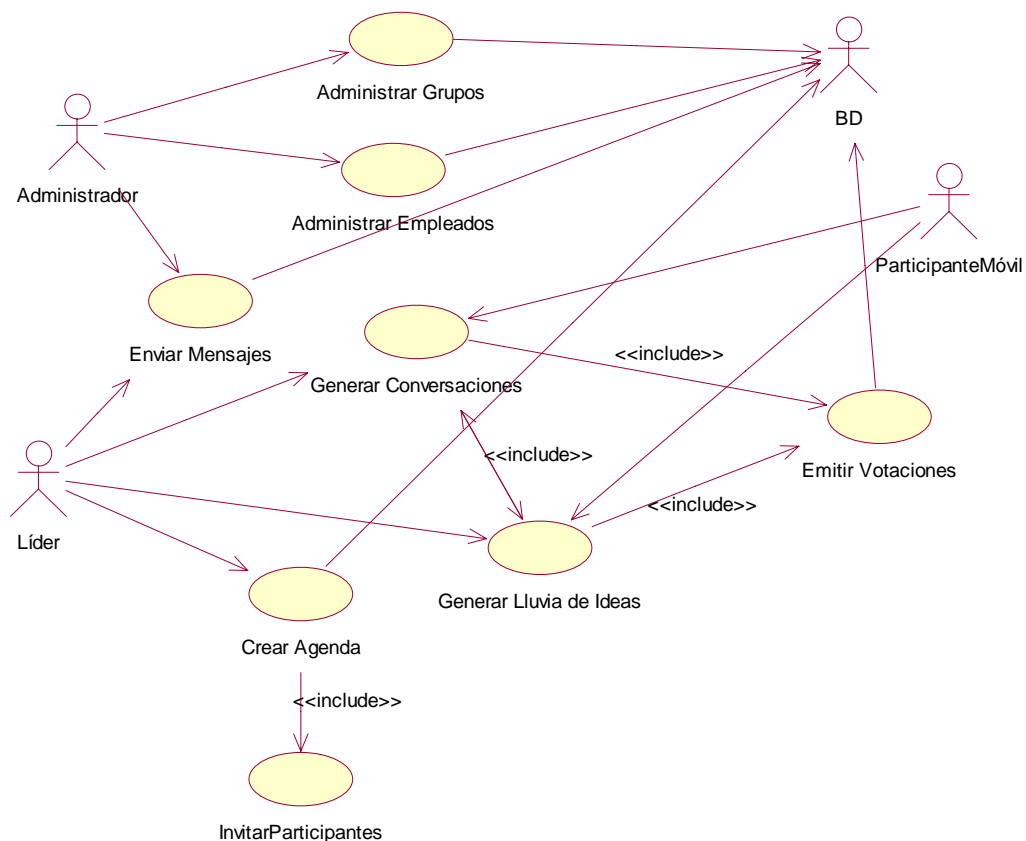 Administrar Grupos
BD
Administrador
Administrar Empleados
ParticipanteMóvil
Enviar Mensajes
Generar Conversaciones
<<include>>
<<include>>
Emitir Votaciones
<<include>>
Líder
Generar Lluvia de Ideas
Crear Agenda
<<include>>
InvitarParticipantes